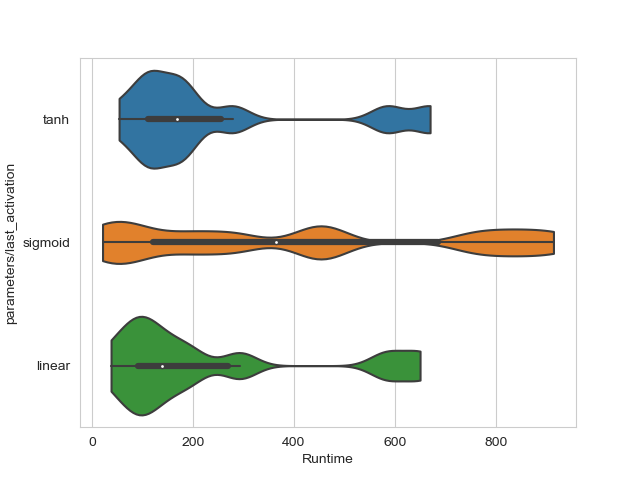 parameters/last_activation
tanh
sigmoid
linear
0 200 400 600 800
Runtime